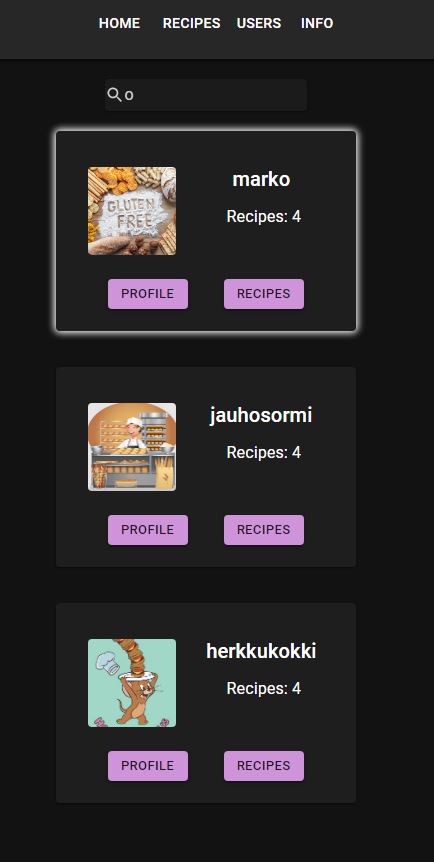 HOME RECIPES USERS INFO
o
marko
GLUTEN
FREE
Recipes: 4
PROFILE RECIPES
jauhosormi
Recipes: 4
PROFILE RECIPES
herkkukokki
Recipes: 4
PROFILE RECIPES